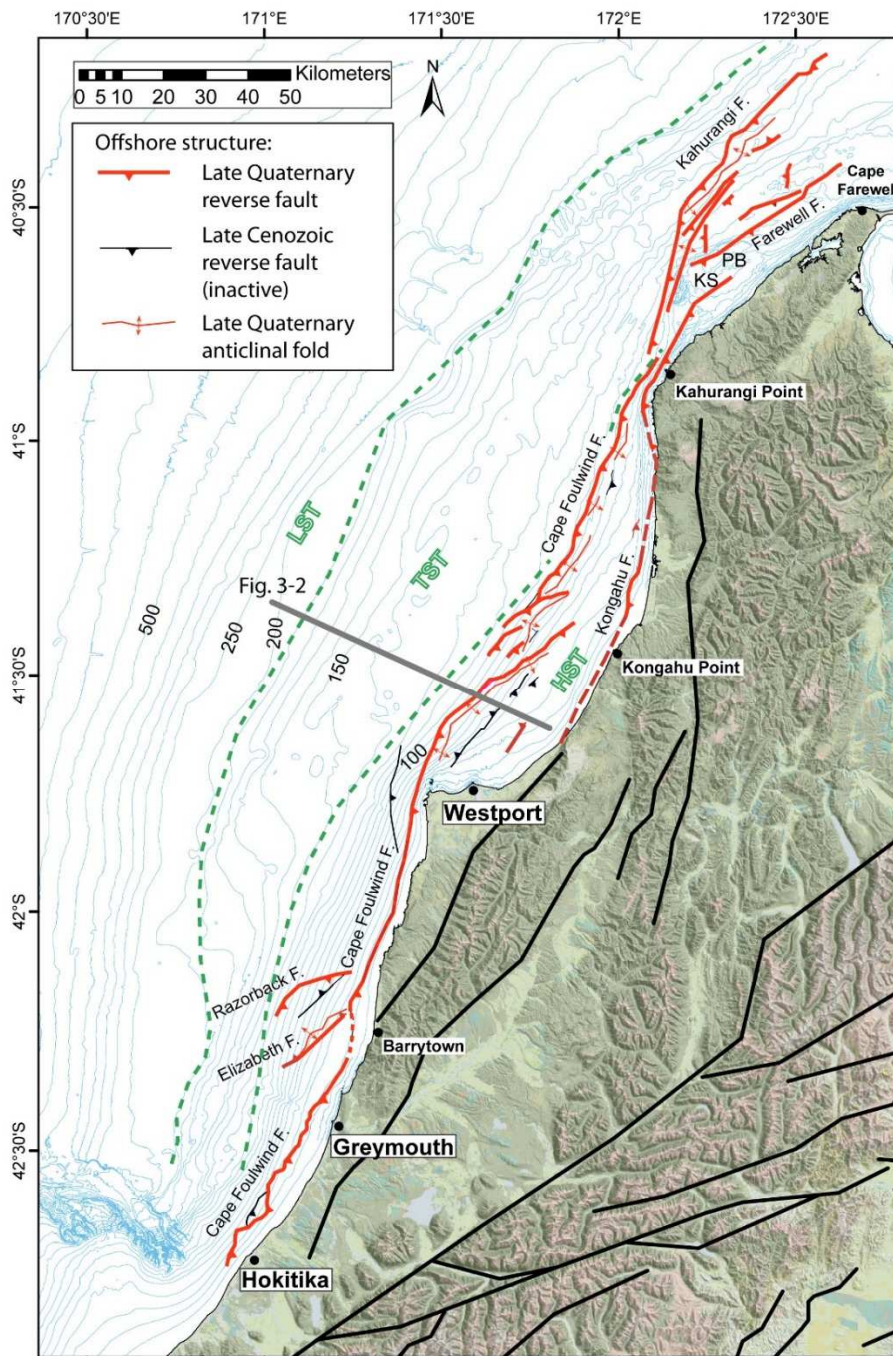 170°30'E
171°E
171°30'E
172°E
172°30'E
Kilometers
0 5 10 20 30 40 50
N
Offshore structure:
Late Quaternary
reverse fault
Late Cenozoic
reverse fault
(inactive)
Late Quaternary
anticlinal fold
Kahurangi F.
Cape
Farewell
40°30'S
Farewell F.
PB
KS
Kahurangi Point
41°S
Cape Foulwind F.
LST
TST
Fig. 3-2
Kongahu F.
500
250
200
150
HST
Kongahu Point
41°30'S
100
Westport
42°S
Cape Foulwind F.
Razorback F.
Elizabeth F.
Barrytown
Greymouth
42°30'S
Cape Foulwind F.
Hokitika